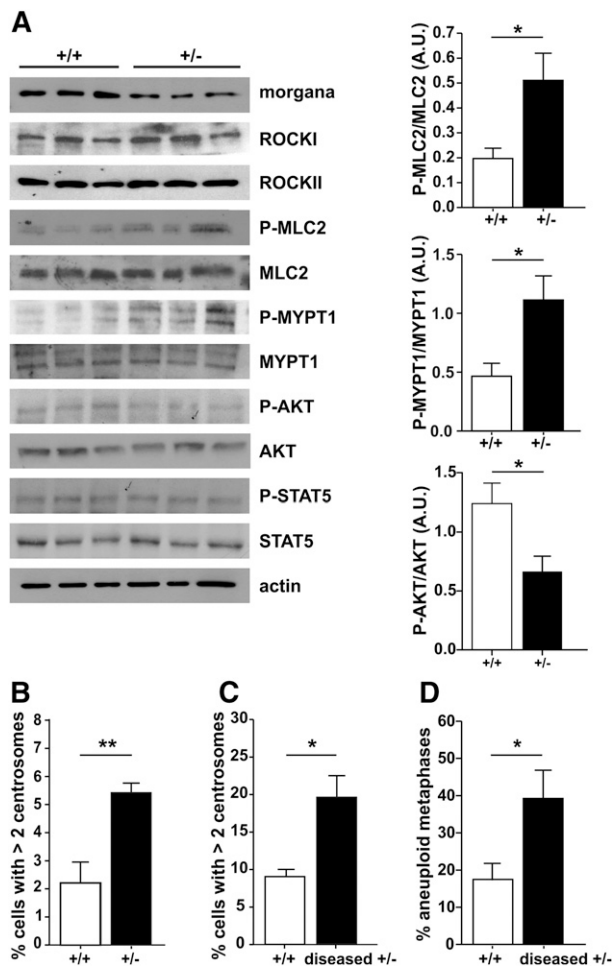 A
+/+ +/-
morgana
ROCKI
ROCKII
P-MLC2
MLC2
P-MYPT1
MYPT1
P-AKT
AKT
P-STAT5
STAT5
actin
P-MLC2/MLC2 (A.U.)
0.7
0.6
0.5
0.4
0.3
0.2
0.1
0.0
*
+/+ +/-
P-MYPT1/MYPT1 (A.U.)
1.5
1.0
0.5
0.0
*
+/+ +/-
P-AKT/AKT (A.U.)
1.5
1.0
0.5
0.0
*
+/+ +/-
B
% cells with > 2 centrosomes
8
7
6
5
4
3
2
1
0
**
+/+ +/-
C
% cells with > 2 centrosomes
30
25
20
15
10
5
0
*
+/+ diseased +/-
D
% aneuploid metaphases
60
50
40
30
20
10
0
*
+/+ diseased +/-